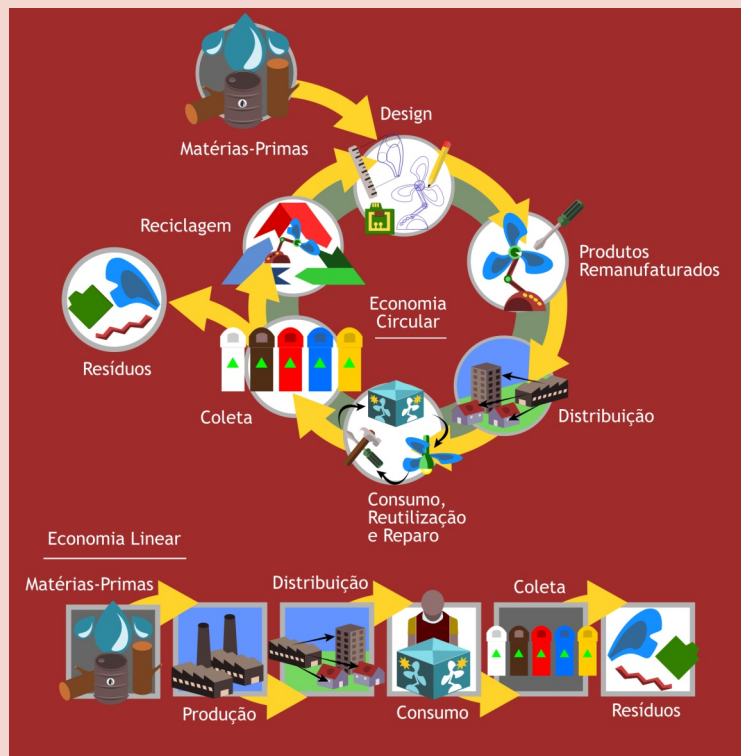 Design
Matérias-Primas
Reciclagem
Produtos
Remanufaturados
Economia
Circular
Resíduos
Coleta
Distribuição
Consumo,
Reutilização
e Reparo
Economia Linear
Matérias-Primas
Distribuição
Coleta
Produção
Consumo
Resíduos